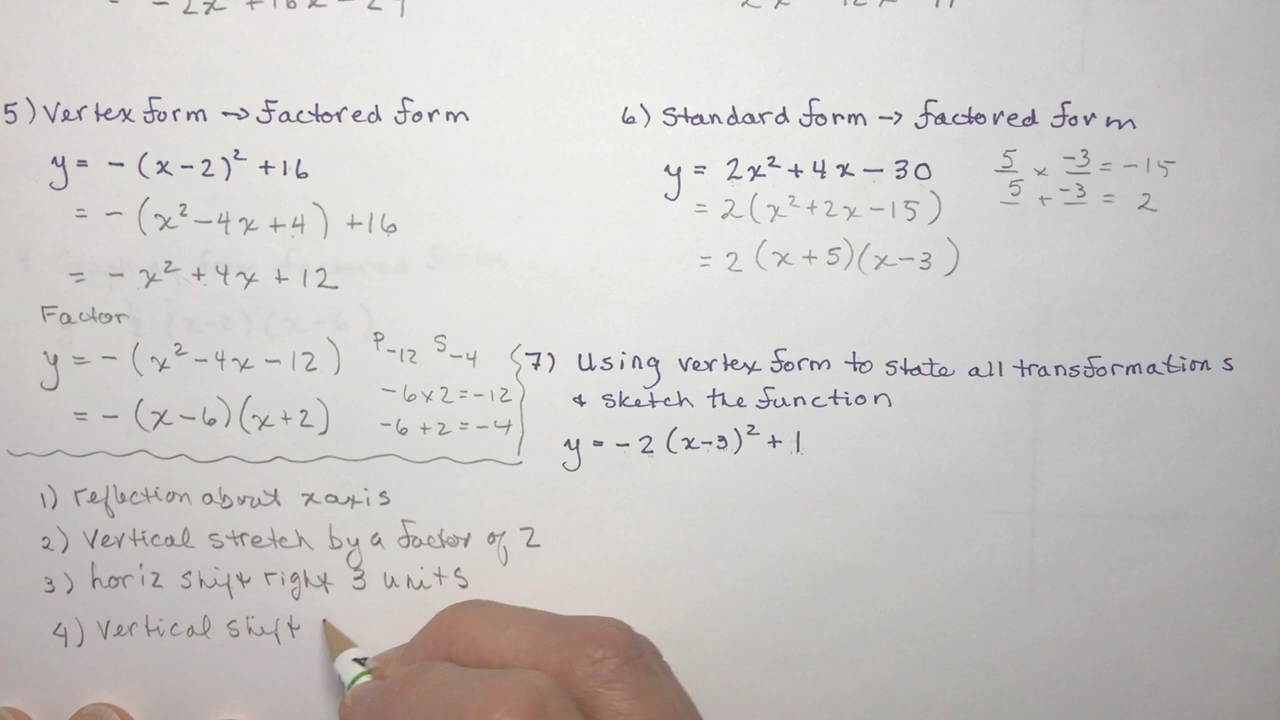 5) Vertex form → Factored form
y = - (x-2)² + 16
= - (x² - 4x + 4) + 16
= - x² + 4x + 12
Factor
y = - (x² - 4x - 12) P-12 S-4
-6 x 2 = -12
= - (x-6)(x+2)
-6 + 2 = -4
6) Standard form → factored form
y = 2x² + 4x - 30
5 x -3 = -15
= 2(x² + 2x - 15)
5 + -3 = 2
= 2(x+5)(x-3)
7) Using vertex form to state all transformations
& sketch the function
y = -2(x-3)² + 1
1) reflection about x axis
2) vertical stretch by a factor of 2
3) horiz shift right 3 units
4) vertical shift